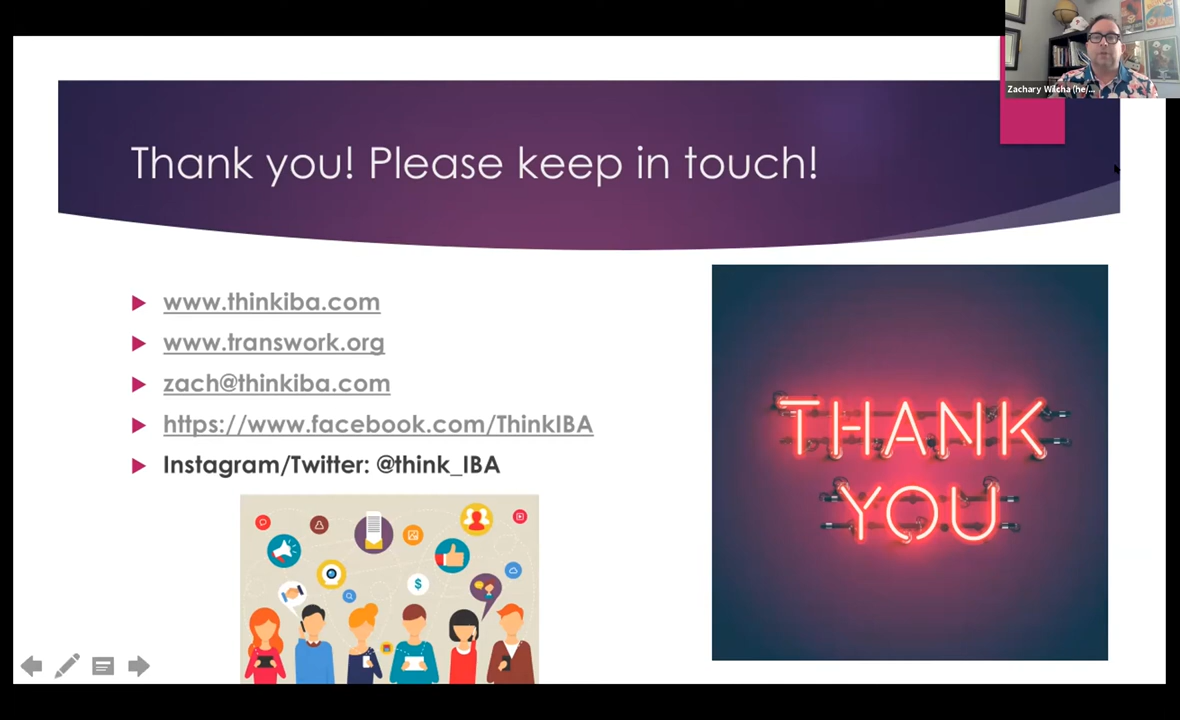 Zachary Wilcha (he/...
Thank you! Please keep in touch!
www.thinkiba.com
www.transwork.org
zach@thinkiba.com
https://www.facebook.com/ThinkIBA
Instagram/Twitter: @think_IBA
THANK
YOU
$